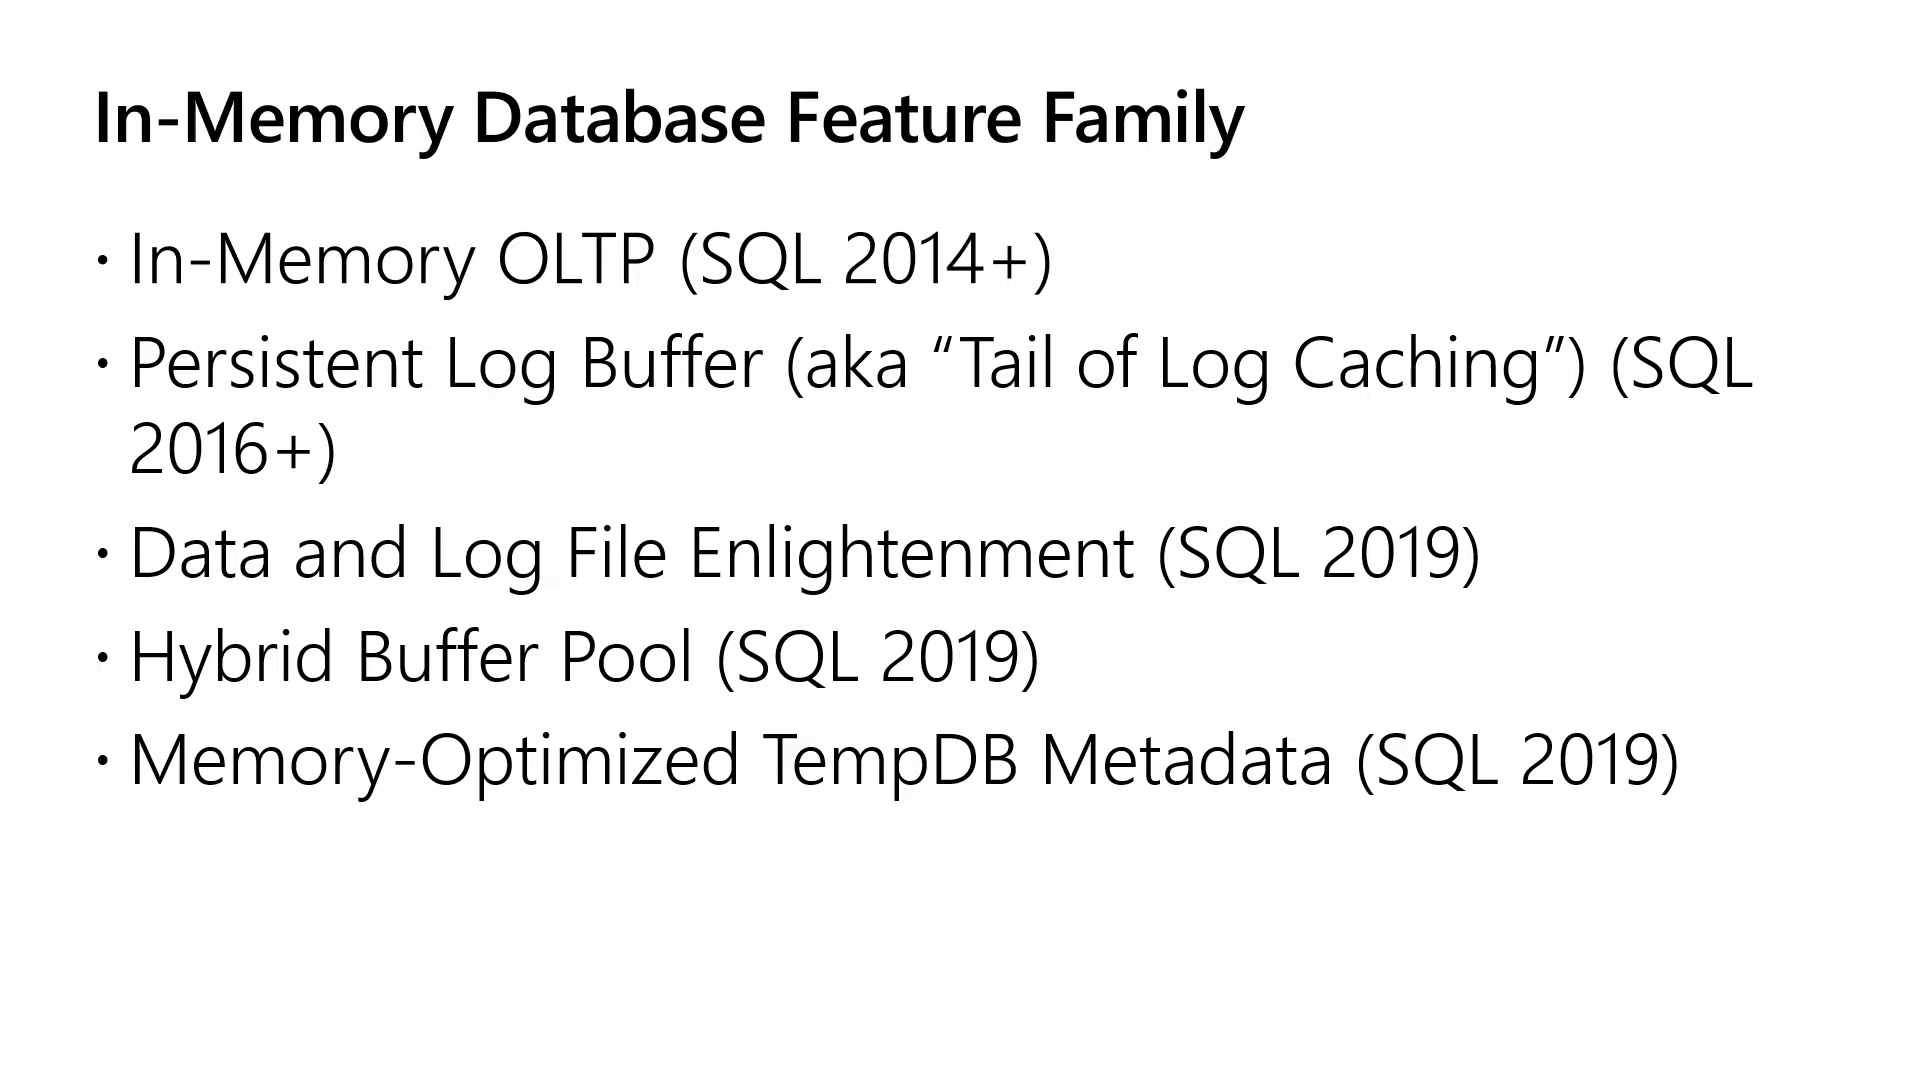 In-Memory Database Feature Family
· In-Memory OLTP (SQL 2014+)
· Persistent Log Buffer (aka “Tail of Log Caching”) (SQL
2016+)
· Data and Log File Enlightenment (SQL 2019)
· Hybrid Buffer Pool (SQL 2019)
· Memory-Optimized TempDB Metadata (SQL 2019)